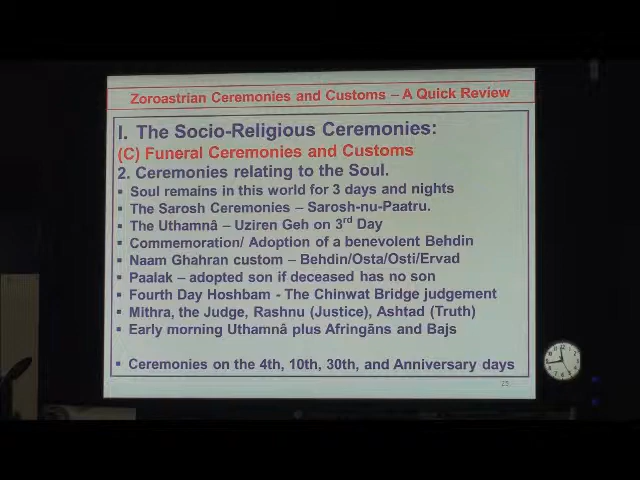 Zoroastrian Ceremonies and Customs – A Quick Review
I. The Socio-Religious Ceremonies:
(C) Funeral Ceremonies and Customs
2. Ceremonies relating to the Soul.
▪ Soul remains in this world for 3 days and nights
▪ The Sarosh Ceremonies – Sarosh-nu-Paatru.
▪ The Uthamnâ – Uziren Geh on 3rd Day
▪ Commemoration/ Adoption of a benevolent Behdin
▪ Naam Ghahran custom – Behdin/Osta/Osti/Ervad
▪ Paalak – adopted son if deceased has no son
▪ Fourth Day Hoshbam - The Chinwat Bridge judgement
▪ Mithra, the Judge, Rashnu (Justice), Ashtad (Truth)
▪ Early morning Uthamnâ plus Afringâns and Bajs
▪ Ceremonies on the 4th, 10th, 30th, and Anniversary days